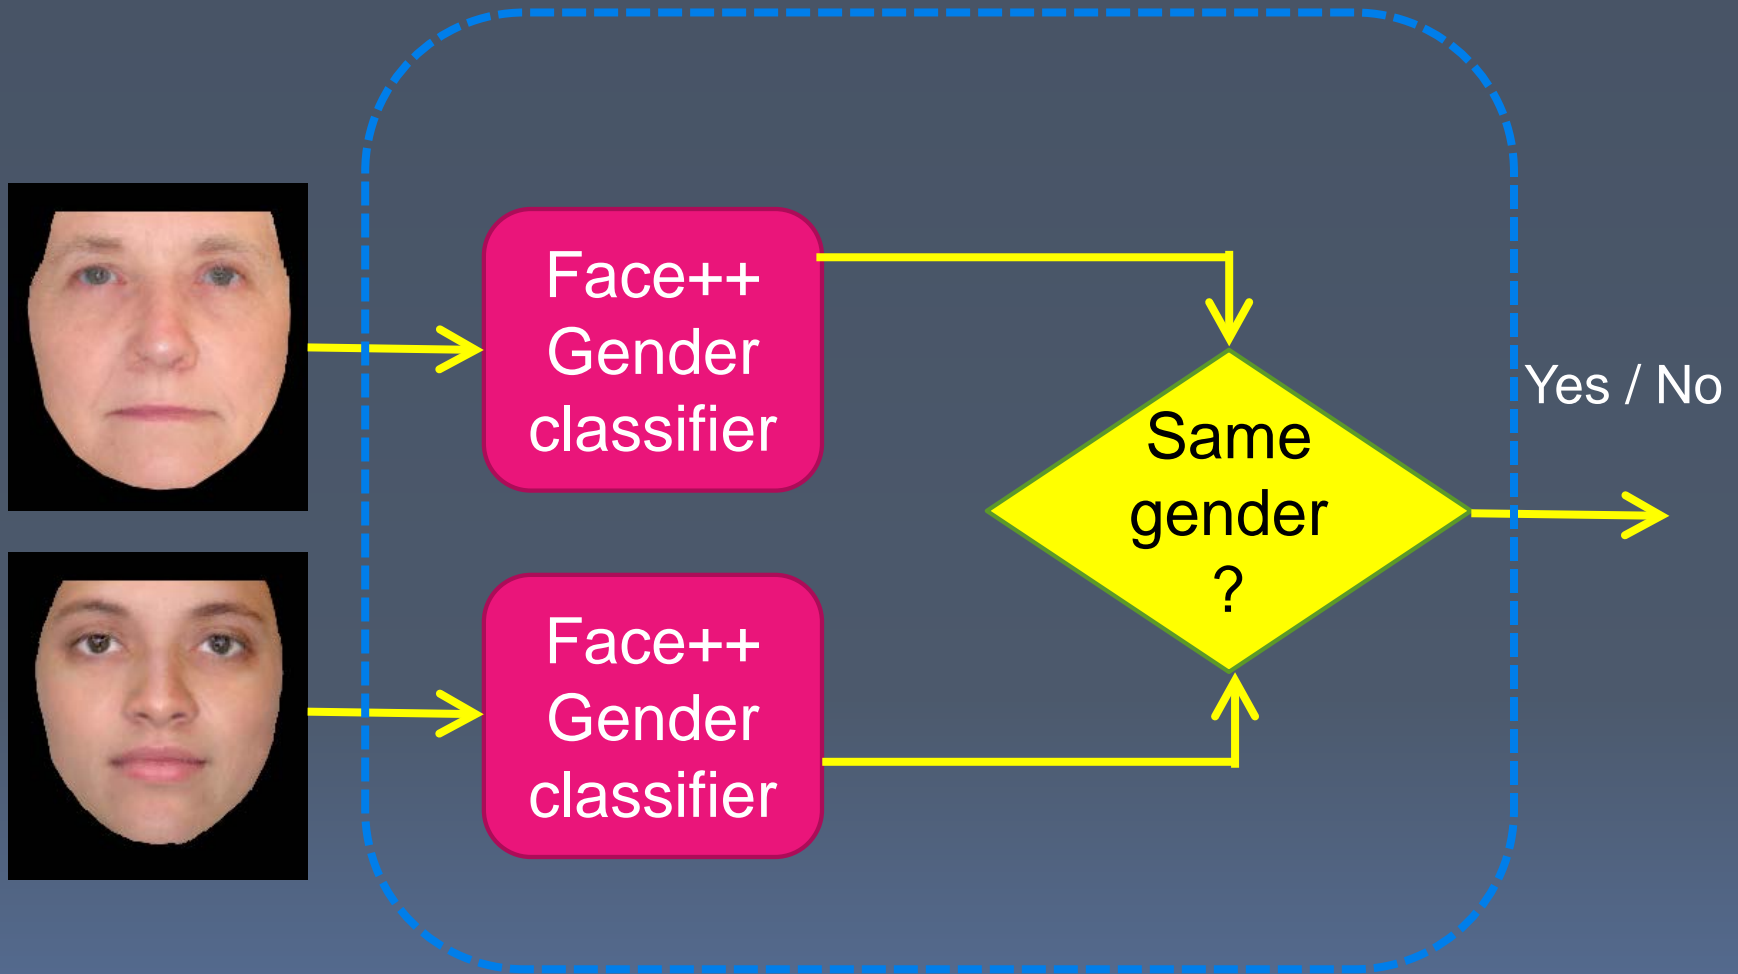 Face++
Gender
classifier
Same
gender
?
Yes / No
Face++
Gender
classifier